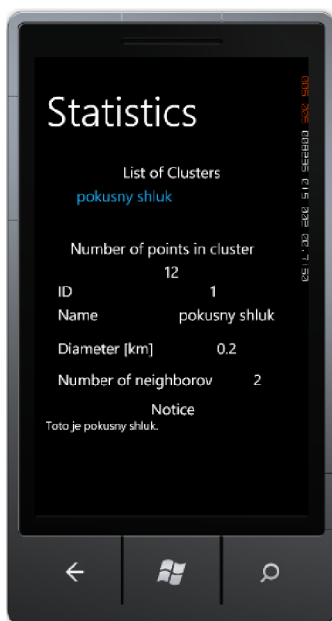 Statistics
List of Clusters
pokusny shluk
Number of points in cluster
12
ID 1
Name pokusny shluk
Diameter [km] 0.2
Number of neighborov 2
Notice
Toto je pokusny shluk.